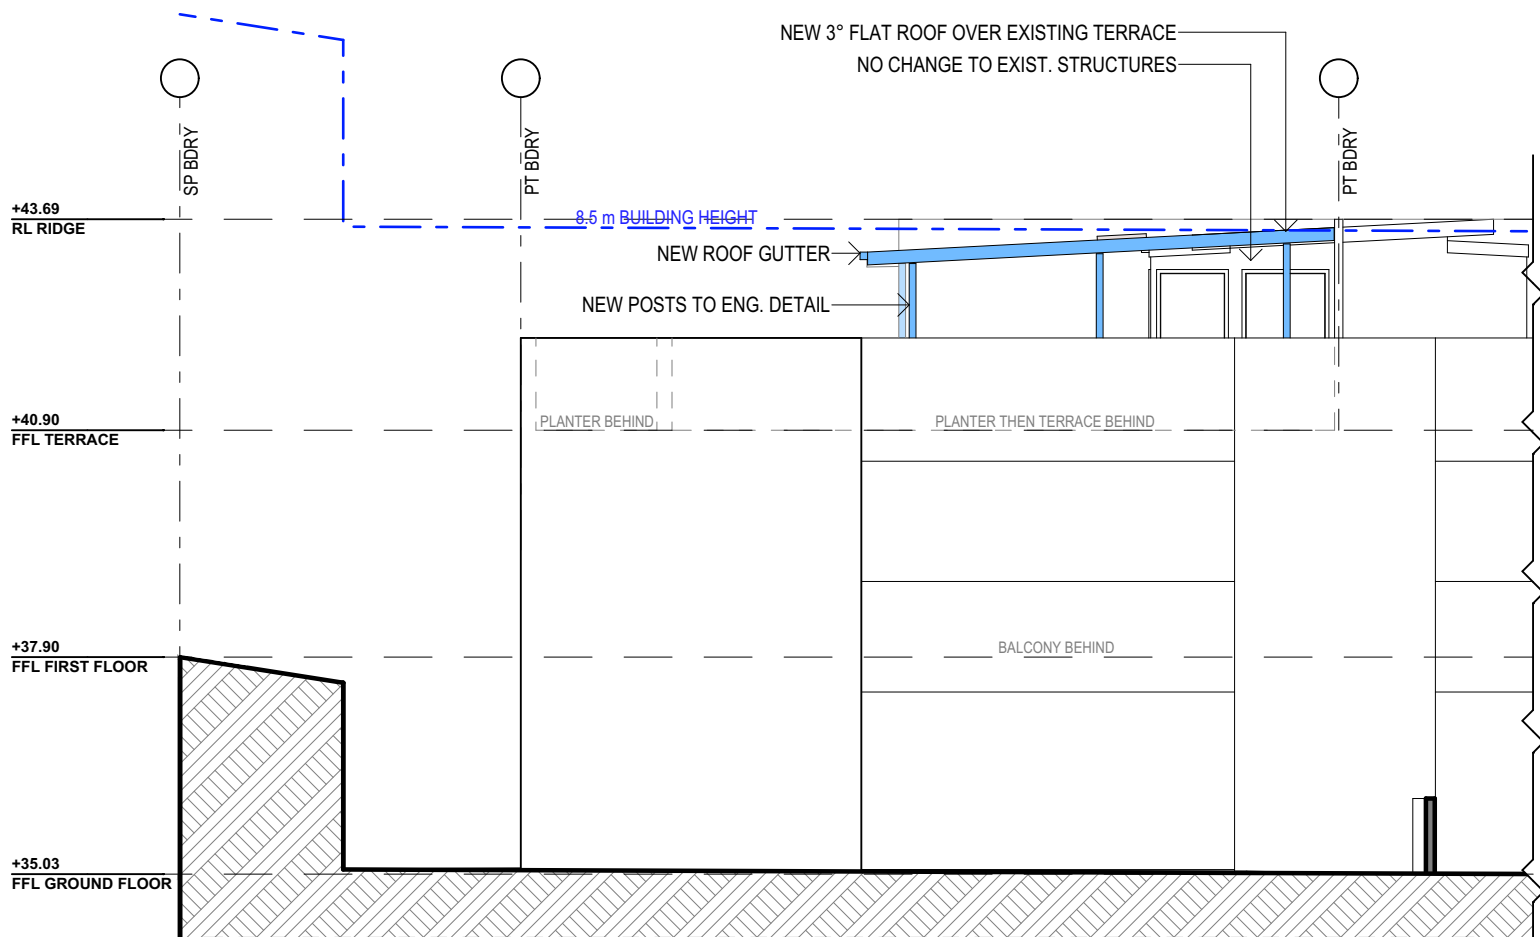 NEW 3° FLAT ROOF OVER EXISTING TERRACE
NO CHANGE TO EXIST. STRUCTURES
SP BDRY
PT BDRY
PT BDRY
+43.69
RL RIDGE
8.5 m BUILDING HEIGHT
NEW ROOF GUTTER
NEW POSTS TO ENG. DETAIL
+40.90
FFL TERRACE
PLANTER BEHIND
PLANTER THEN TERRACE BEHIND
+37.90
FFL FIRST FLOOR
BALCONY BEHIND
+35.03
FFL GROUND FLOOR